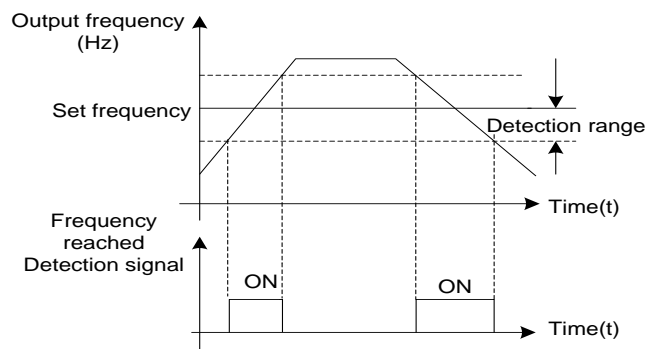 Output frequency
(Hz)
Set frequency
Detection range
Time(t)
Frequency
reached
Detection signal
ON
ON
Time(t)